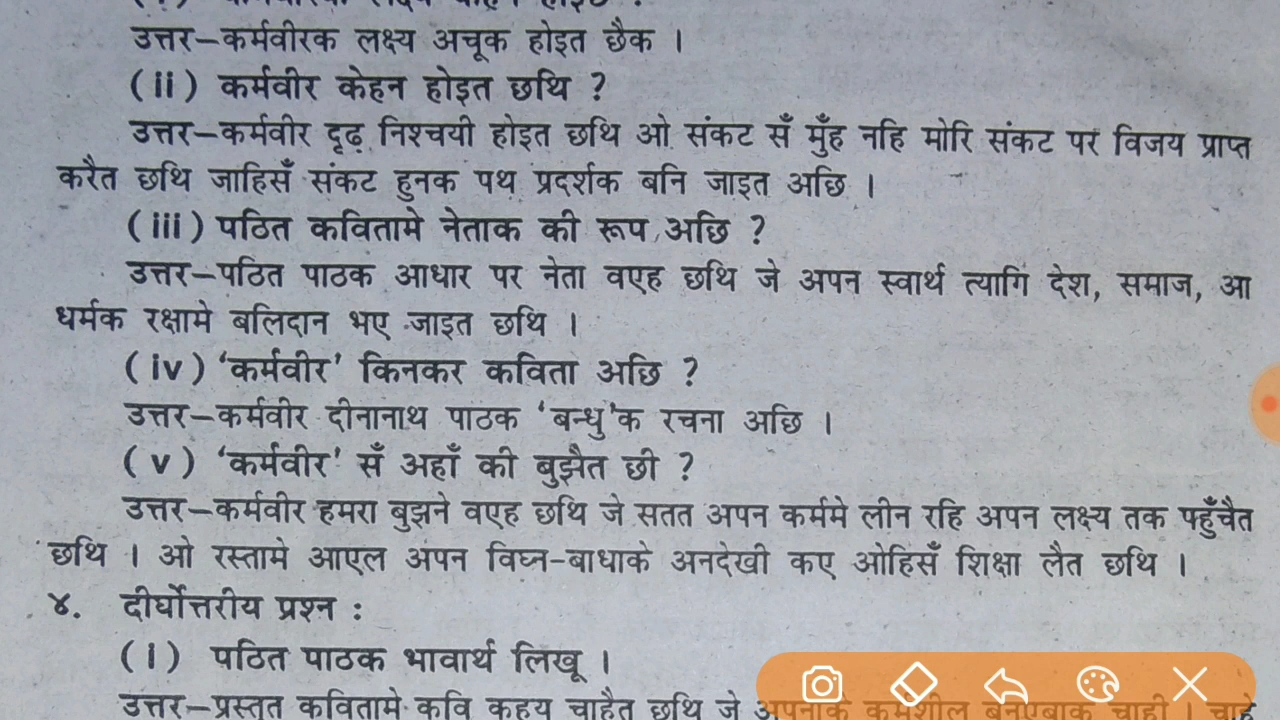 उत्तर–कर्मवीरक लक्ष्य अचूक होइत छैक ।
(ii) कर्मवीर केहन होइत छथि ?
उत्तर–कर्मवीर दृढ़ निश्चयी होइत छथि ओ संकट सँ मुँह नहि मोरि संकट पर विजय प्राप्त
करैत छथि जाहिसँ संकट हुनक पथ प्रदर्शक बनि जाइत अछि ।
(iii) पठित कवितामे नेताक की रूप अछि ?
उत्तर–पठित पाठक आधार पर नेता वएह छथि जे अपन स्वार्थ त्यागि देश, समाज, आ
धर्मक रक्षामे बलिदान भए जाइत छथि ।
(iv) ‘कर्मवीर’ किनकर कविता अछि ?
उत्तर–कर्मवीर दीनानाथ पाठक ‘बन्धु’क रचना अछि ।
(v) ‘कर्मवीर’ सँ अहाँ की बुझैत छी ?
उत्तर–कर्मवीर हमरा बुझने वएह छथि जे सतत अपन कर्ममे लीन रहि अपन लक्ष्य तक पहुँचैत
छथि । ओ रस्तामे आएल अपन विघ्न-बाधाके अनदेखी कए ओहिसँ शिक्षा लैत छथि ।
४. दीर्घोत्तरीय प्रश्न :
(i) पठित पाठक भावार्थ लिखू ।
उत्तर–प्रस्तुत कवितामे कवि कहय चाहैत छथि जे अपनाके कर्मशील बनएबाक चाही ।